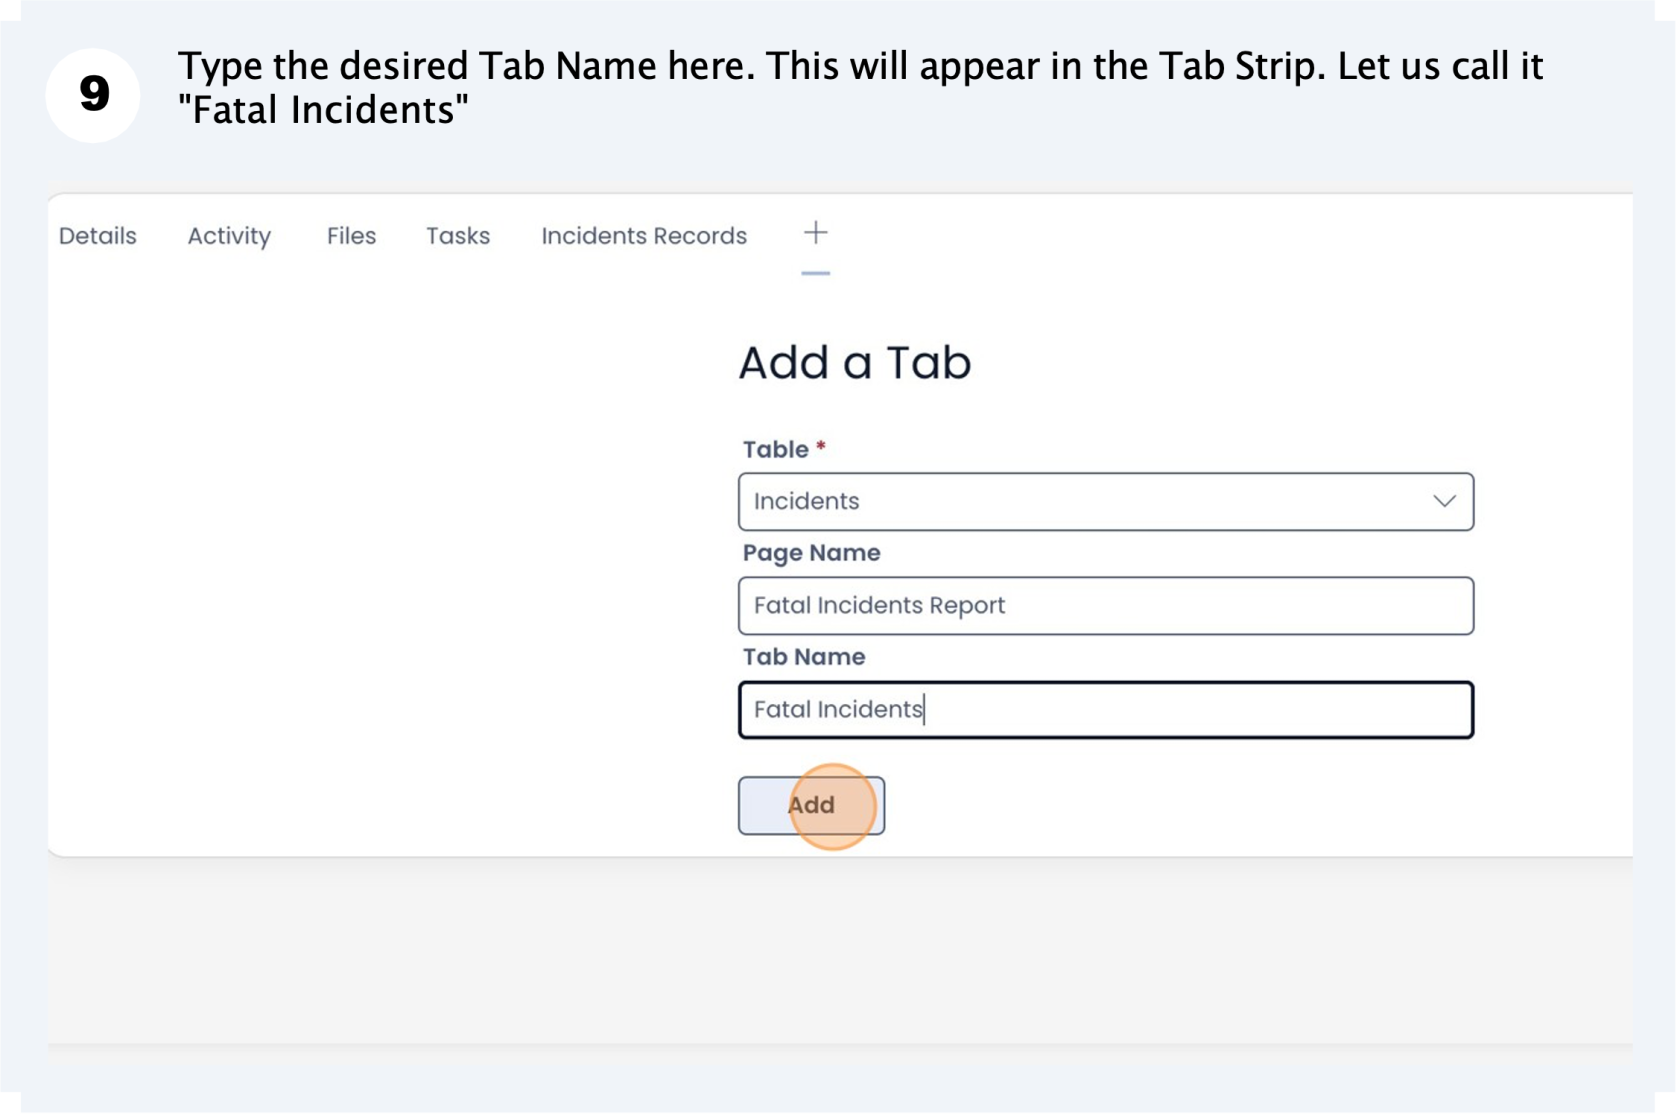 9
Type the desired Tab Name here. This will appear in the Tab Strip. Let us call it
"Fatal Incidents"
Details Activity Files Tasks Incidents Records +
Add a Tab
Table *
Incidents
Page Name
Fatal Incidents Report
Tab Name
Fatal Incidents
Add